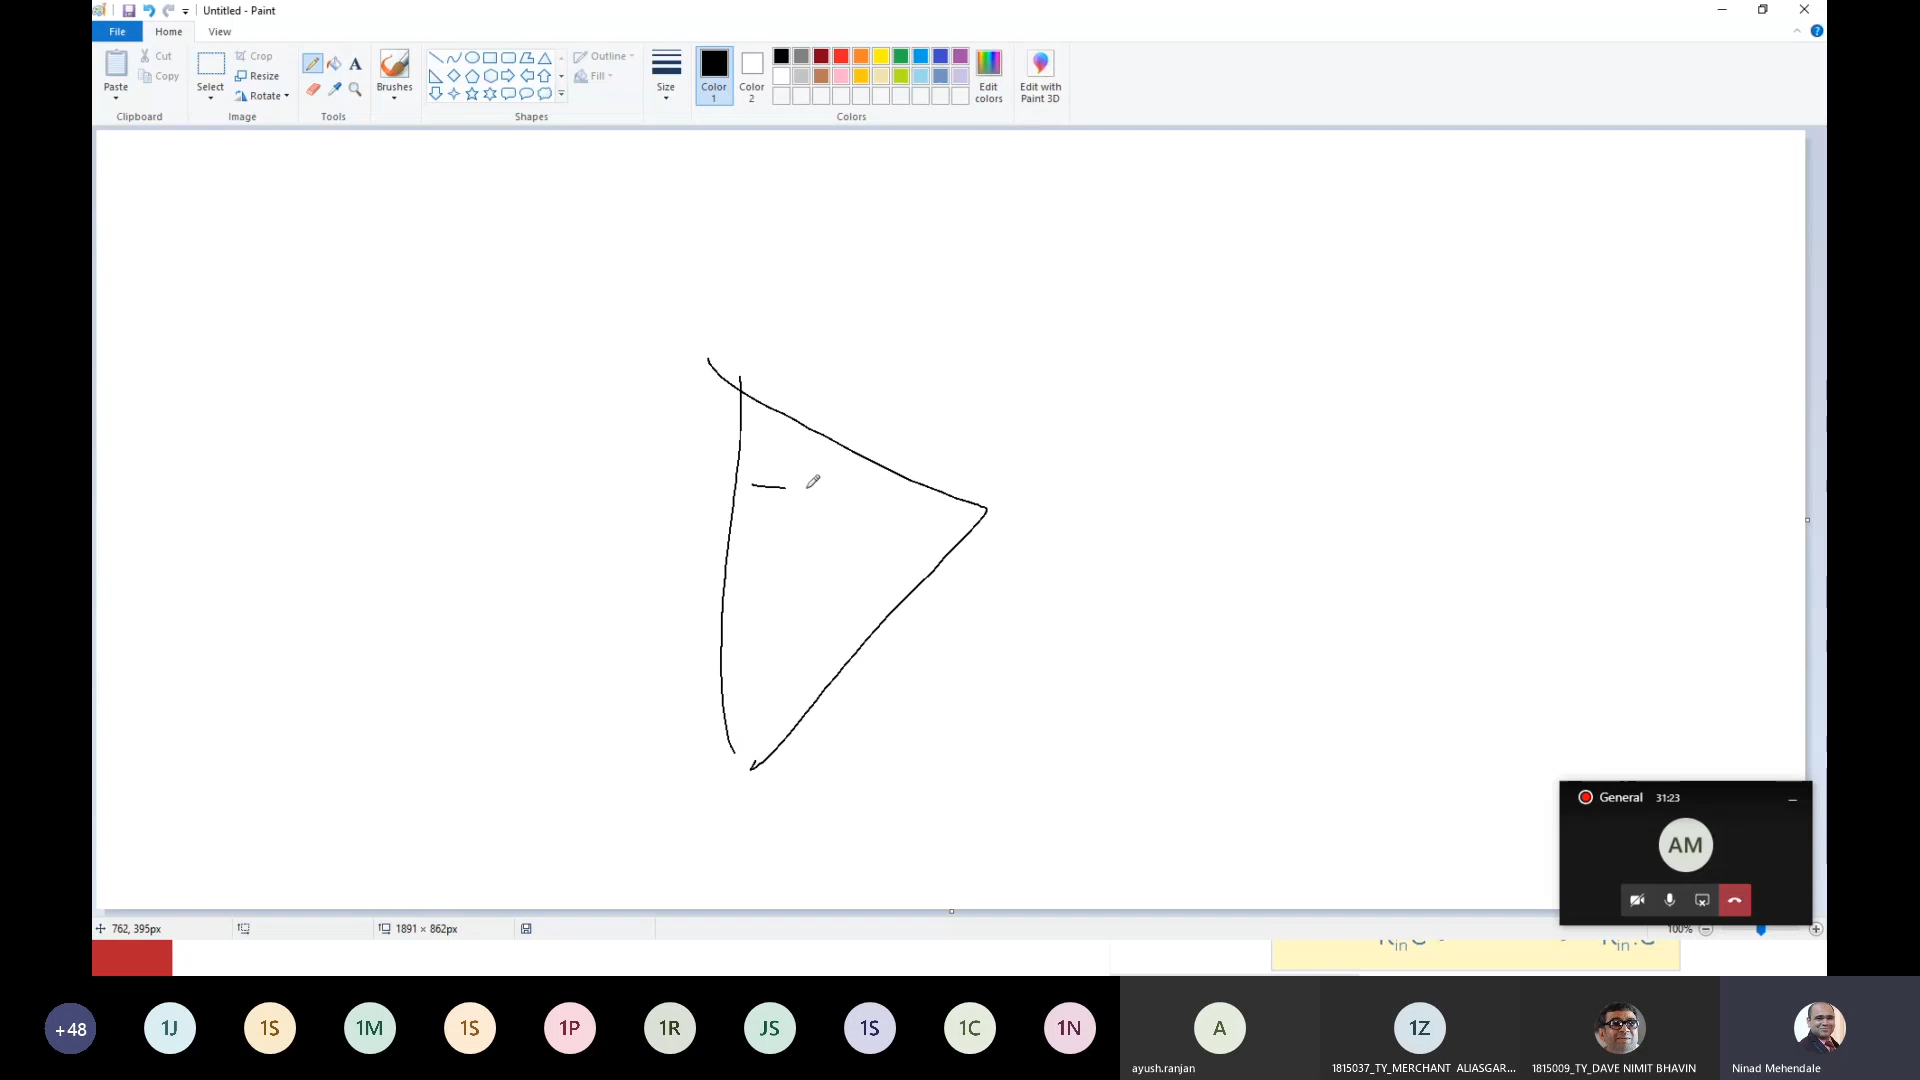 Untitled - Paint
File Home View
Paste
Cut
Copy
Clipboard
Select
Crop
Resize
Rotate
Image
A
Tools
Brushes
Shapes
Outline
Fill
Size
Color 1
Color 2
Colors
Edit colors
Edit with Paint 3D
General 31:23
AM
762, 395px
1891 × 862px
100%
+48
1J
1S
1M
1S
1P
1R
JS
1S
1C
1N
A
ayush.ranjan
1Z
1815037_TY_MERCHANT ALIASGAR...
1815009_TY_DAVE NIMIT BHAVIN
Ninad Mehendale